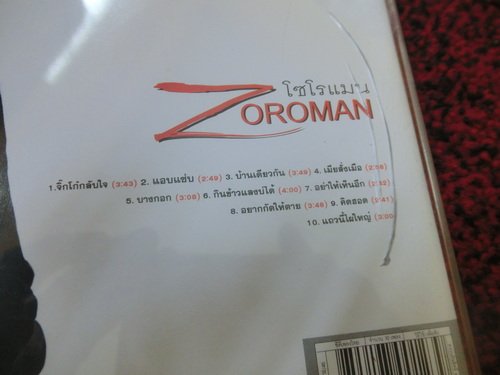 โซโรแมน
ZOROMAN
1.จิ๊กโก๋กลับใจ (3:43) 2. แอบแซ่บ (2:49) 3. บ้านเดียวกัน (3:49) 4. เมียสั่งเมือ (2:58)
5. บางกอก (3:08) 6. กินข้าวแลงบ่ได้ (4:00) 7. อย่าให้เห็นอีก (2:42)
8. อยากกัดให้ตาย (3:48) 9. คิดฮอด (2:41)
10. แถวนี้ไผใหญ่ (3:00)